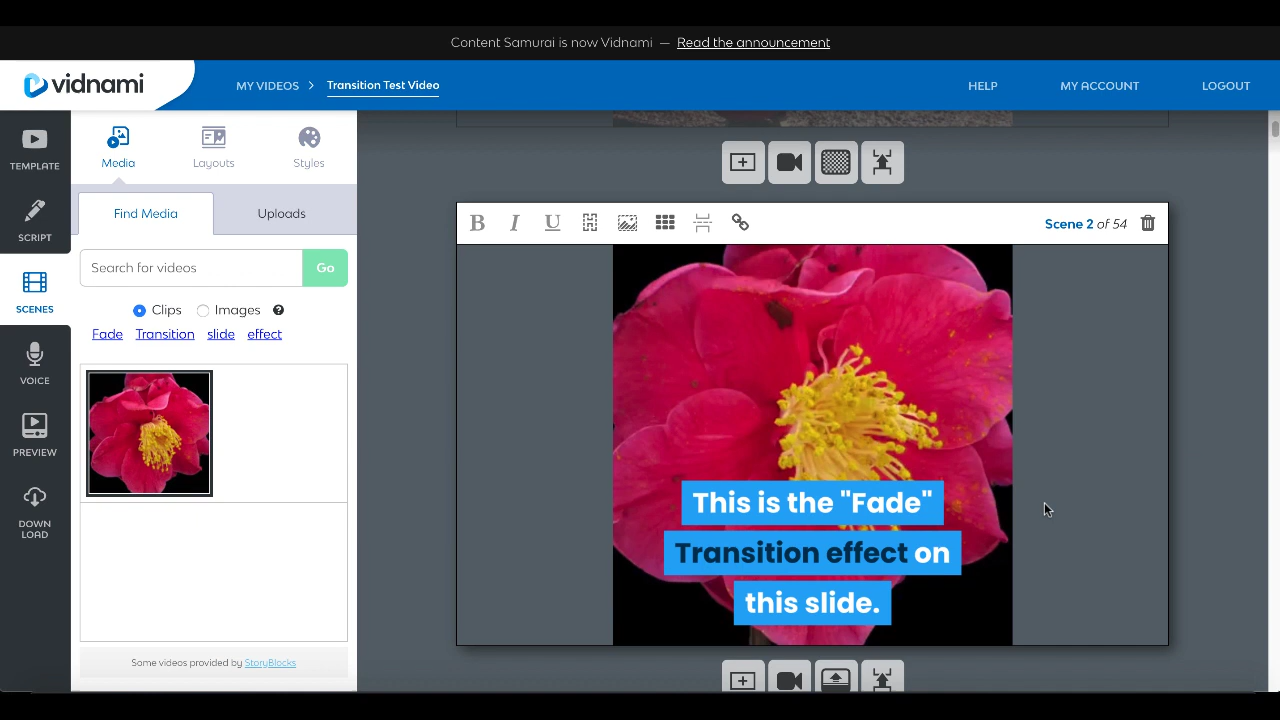 Content Samurai is now Vidnami — Read the announcement
vidnami
MY VIDEOS > Transition Test Video
HELP
MY ACCOUNT
LOGOUT
TEMPLATE
SCRIPT
SCENES
VOICE
PREVIEW
DOWN
LOAD
Media
Layouts
Styles
Find Media
Uploads
Search for videos
Go
Clips
Images
?
Fade
Transition
slide
effect
Some videos provided by StoryBlocks
B I U H
Scene 2 of 54
This is the "Fade"
Transition effect on
this slide.